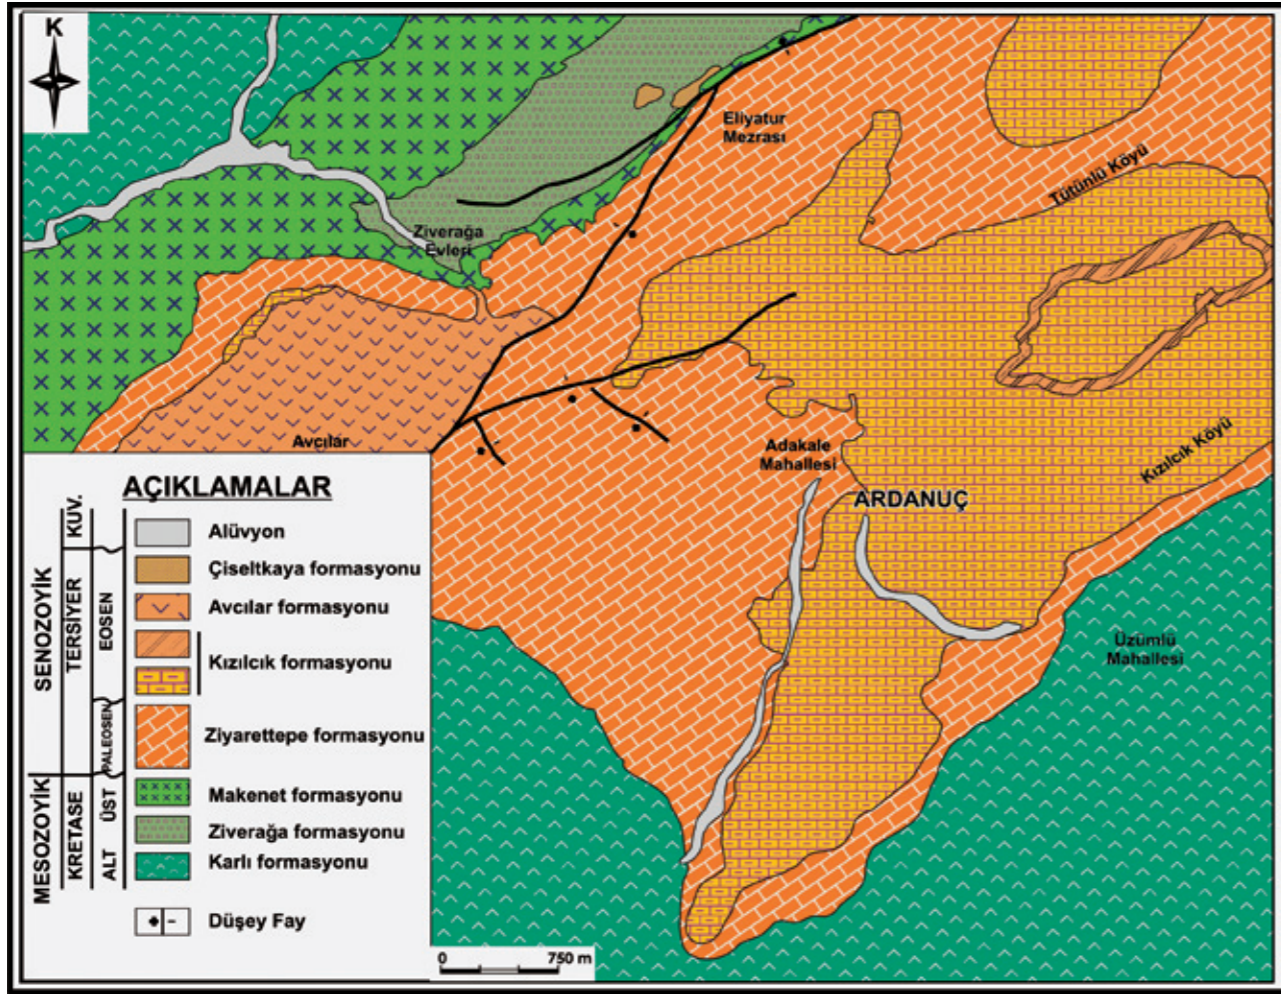 K
Eliyatur
Mezrası
Tütünlü Köyü
Ziverağa
Evleri
Avcılar
Adakale
Mahallesi
Kızılcık Köyü
ARDANUÇ
Üzümlü
Mahallesi
AÇIKLAMALAR
SENOZOYİK
MESOZOYİK
TERSİYER
KRETASE
KUV.
EOSEN
PALEOSEN
ÜST
ALT
Alüvyon
Çiseltkaya formasyonu
Avcılar formasyonu
Kızılcık formasyonu
Ziyarettepe formasyonu
Makenet formasyonu
Ziverağa formasyonu
Karlı formasyonu
Düşey Fay
0 750 m